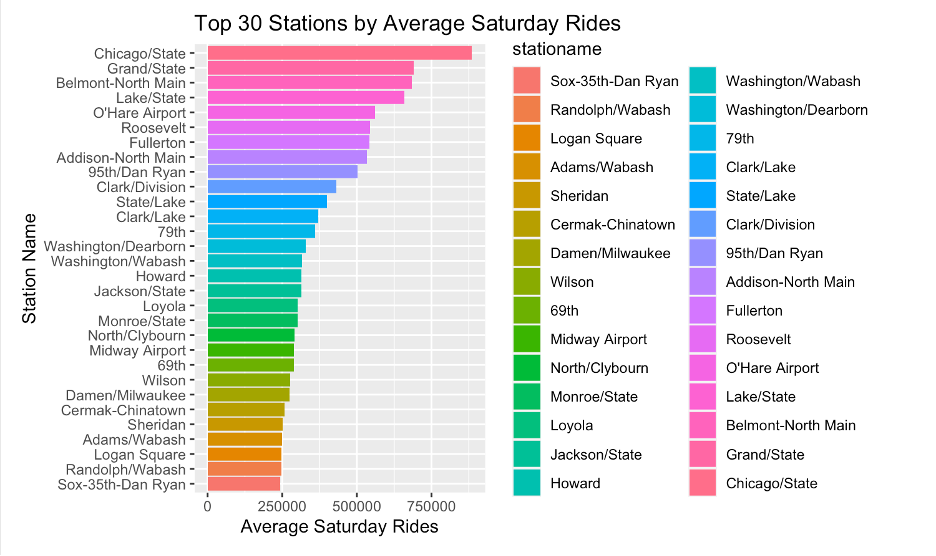 Top 30 Stations by Average Saturday Rides
Station Name
Chicago/State
Grand/State
Belmont-North Main
Lake/State
O'Hare Airport
Roosevelt
Fullerton
Addison-North Main
95th/Dan Ryan
Clark/Division
State/Lake
Clark/Lake
79th
Washington/Dearborn
Washington/Wabash
Howard
Jackson/State
Loyola
Monroe/State
North/Clybourn
Midway Airport
69th
Wilson
Damen/Milwaukee
Cermak-Chinatown
Sheridan
Adams/Wabash
Logan Square
Randolph/Wabash
Sox-35th-Dan Ryan
0 250000 500000 750000
Average Saturday Rides
stationame
Sox-35th-Dan Ryan
Randolph/Wabash
Logan Square
Adams/Wabash
Sheridan
Cermak-Chinatown
Damen/Milwaukee
Wilson
69th
Midway Airport
North/Clybourn
Monroe/State
Loyola
Jackson/State
Howard
Washington/Wabash
Washington/Dearborn
79th
Clark/Lake
State/Lake
Clark/Division
95th/Dan Ryan
Addison-North Main
Fullerton
Roosevelt
O'Hare Airport
Lake/State
Belmont-North Main
Grand/State
Chicago/State